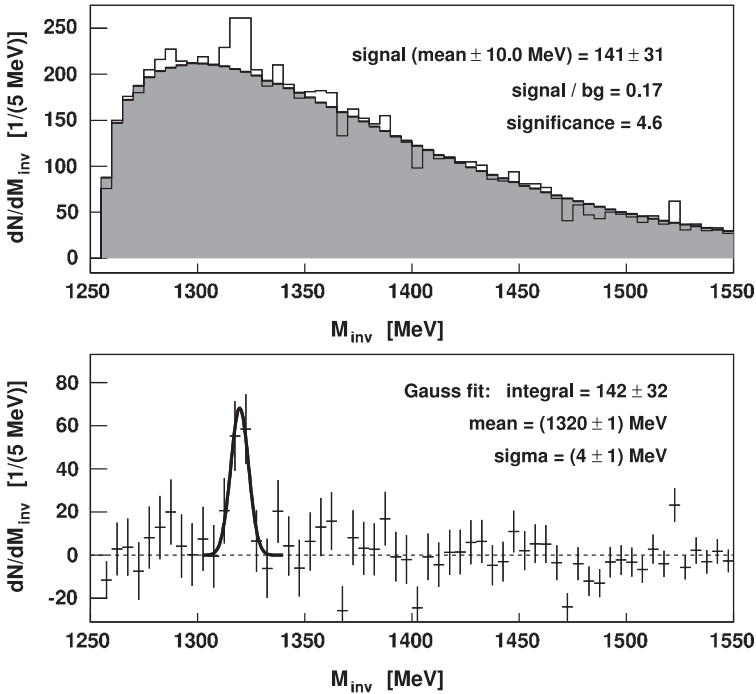 dN/dM_inv [1/(5 MeV)]
250
200
150
100
50
0
signal (mean ± 10.0 MeV) = 141 ± 31
signal / bg = 0.17
significance = 4.6
1250 1300 1350 1400 1450 1500 1550
M_inv [MeV]
dN/dM_inv [1/(5 MeV)]
80
60
40
20
0
-20
Gauss fit: integral = 142 ± 32
mean = (1320 ± 1) MeV
sigma = (4 ± 1) MeV
1250 1300 1350 1400 1450 1500 1550
M_inv [MeV]